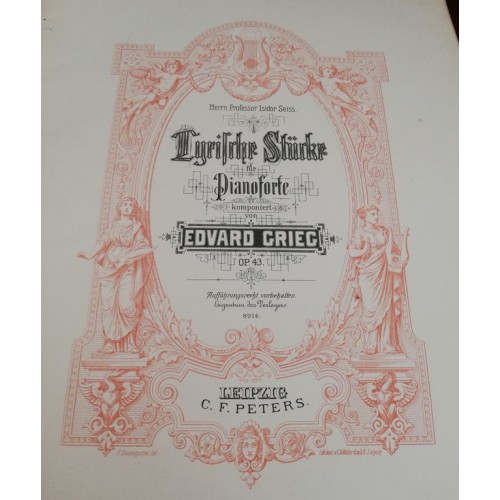 Herrn Professor Isidor Seiss.
Lyrische Stücke
für
Pianoforte
komponiert
von
EDVARD GRIEG
OP. 43.
Aufführungsrecht vorbehalten.
Eigentum des Verlegers.
8914.
LEIPZIG
C. F. PETERS.